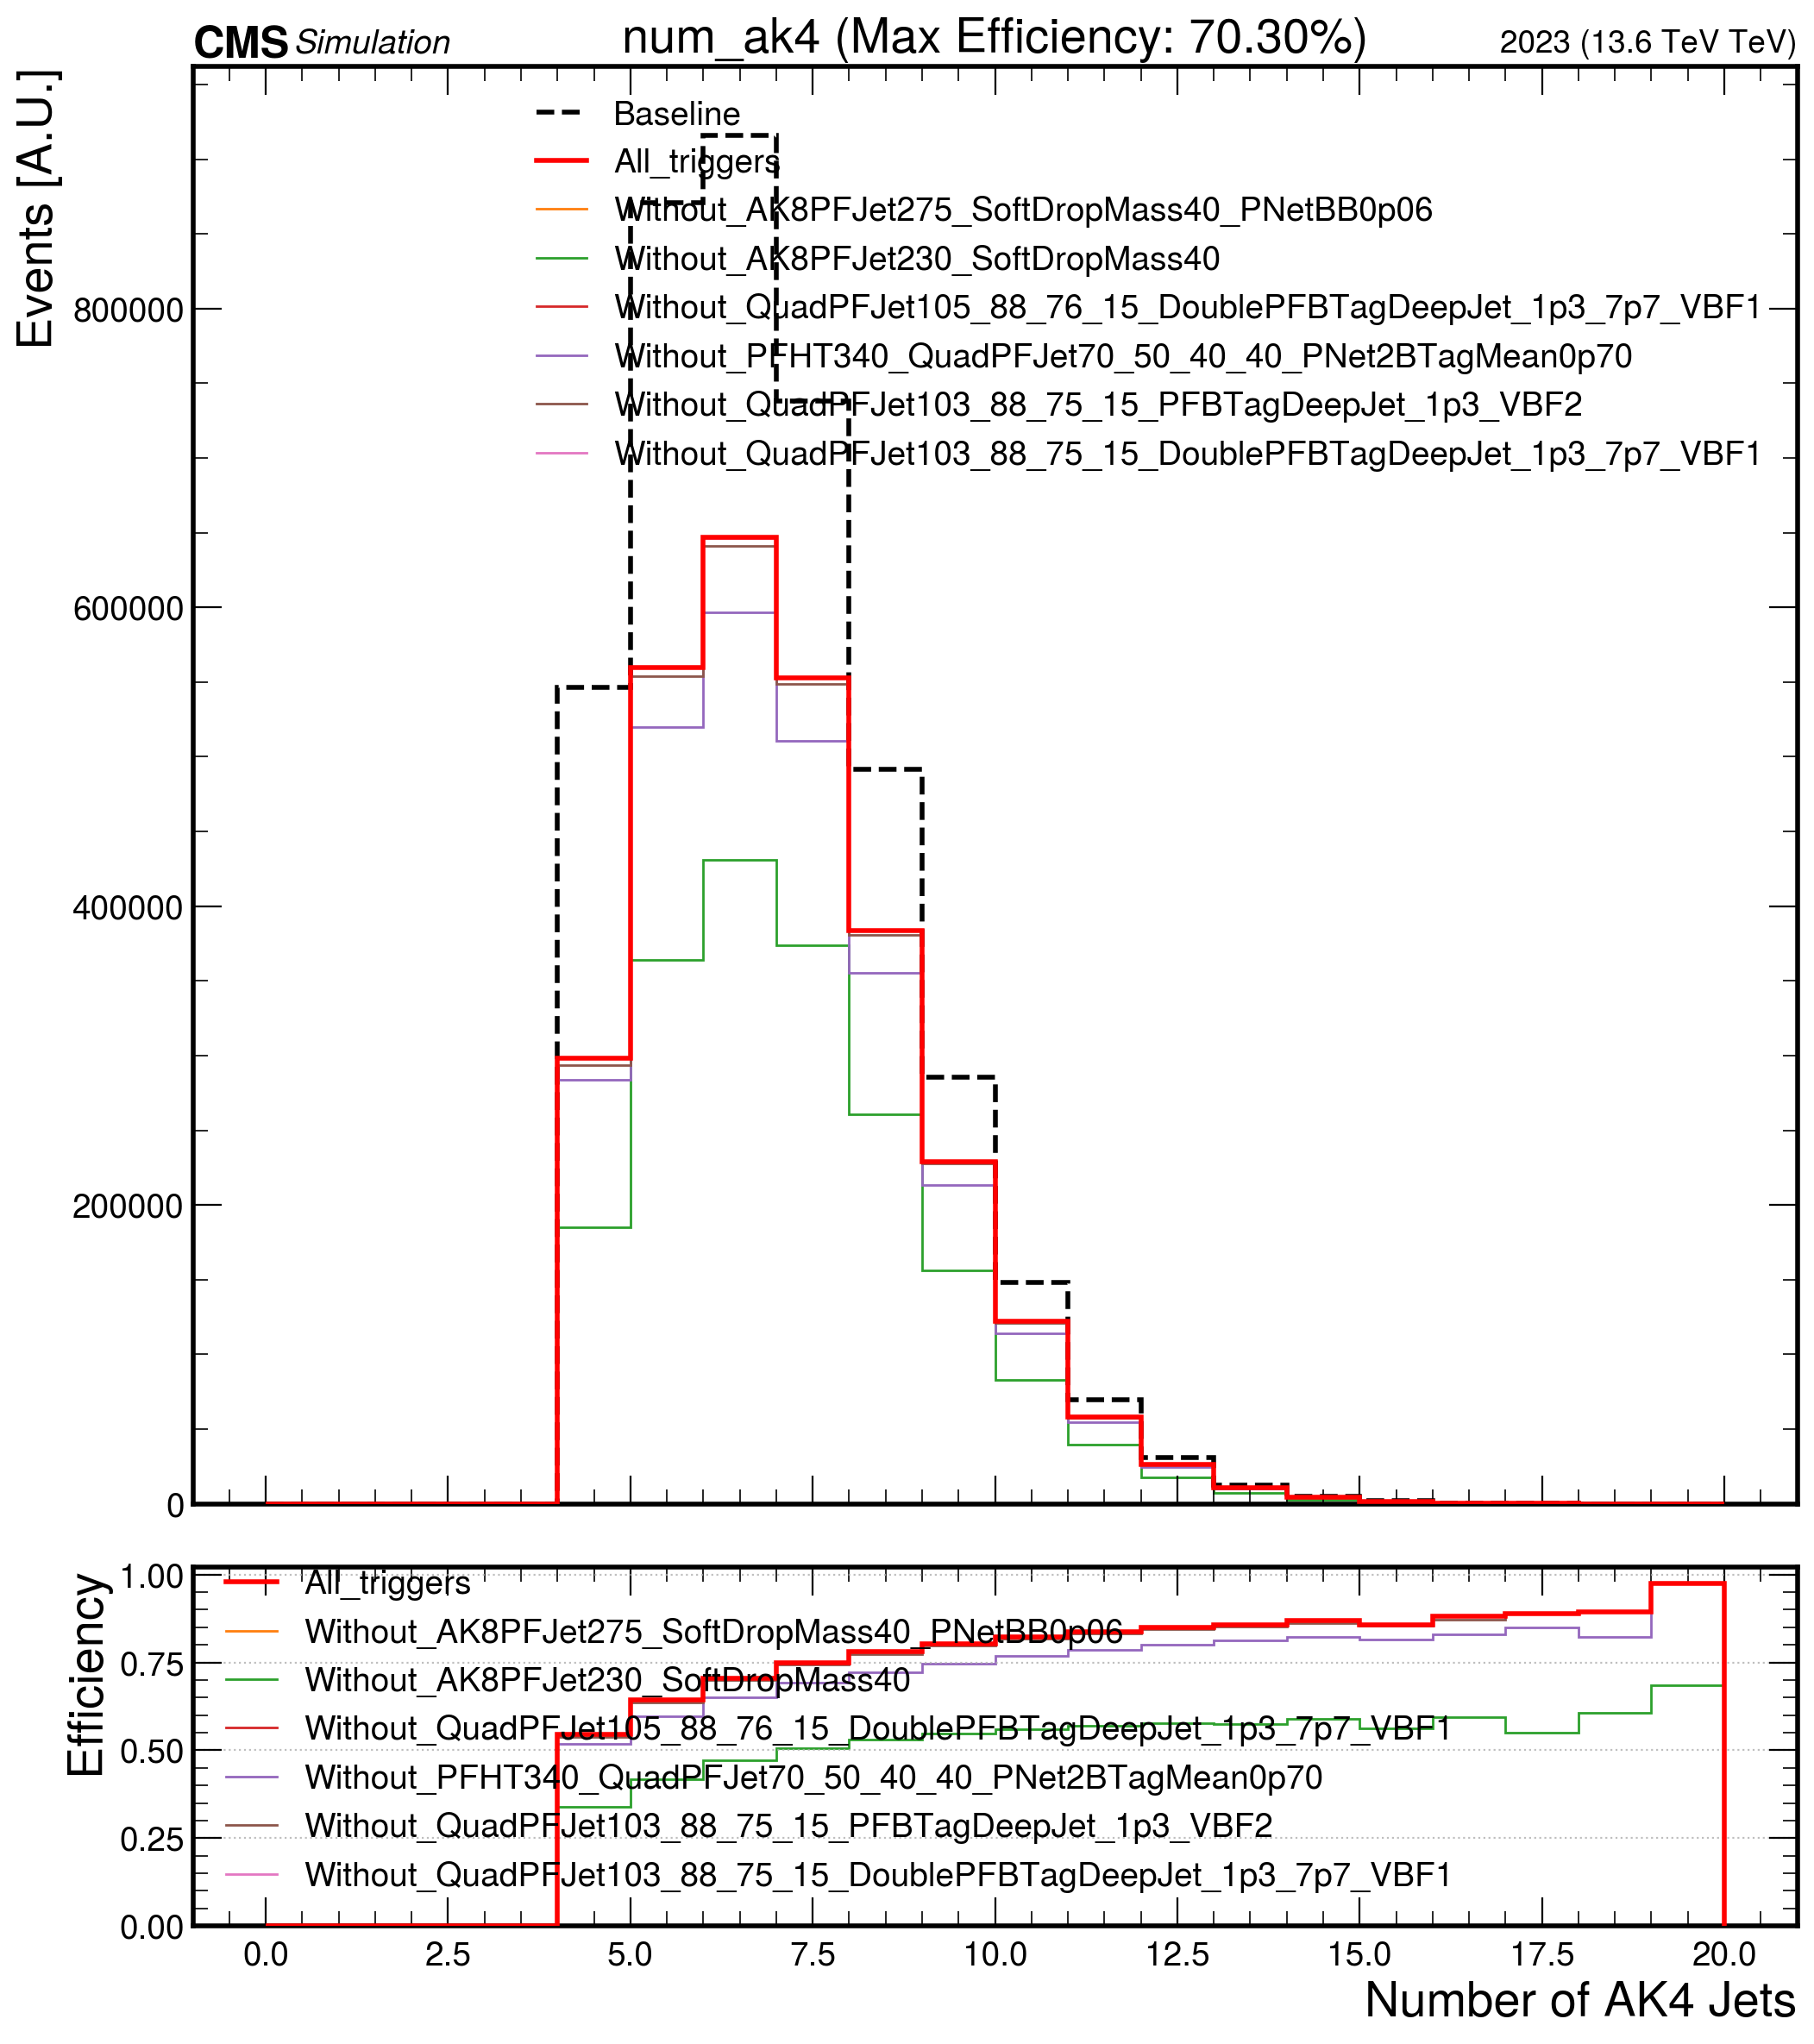 CMS Simulation num_ak4 (Max Efficiency: 70.30%) 2023 (13.6 TeV TeV)
Events [A.U.]
Baseline
All_triggers
Without_AK8PFJet275_SoftDropMass40_PNetBB0p06
Without_AK8PFJet230_SoftDropMass40
Without_QuadPFJet105_88_76_15_DoublePFBTagDeepJet_1p3_7p7_VBF1
Without_PFHT340_QuadPFJet70_50_40_40_PNet2BTagMean0p70
Without_QuadPFJet103_88_75_15_PFBTagDeepJet_1p3_VBF2
Without_QuadPFJet103_88_75_15_DoublePFBTagDeepJet_1p3_7p7_VBF1
800000
600000
400000
200000
0
Efficiency
1.00
0.75
0.50
0.25
0.00
All_triggers
Without_AK8PFJet275_SoftDropMass40_PNetBB0p06
Without_AK8PFJet230_SoftDropMass40
Without_QuadPFJet105_88_76_15_DoublePFBTagDeepJet_1p3_7p7_VBF1
Without_PFHT340_QuadPFJet70_50_40_40_PNet2BTagMean0p70
Without_QuadPFJet103_88_75_15_PFBTagDeepJet_1p3_VBF2
Without_QuadPFJet103_88_75_15_DoublePFBTagDeepJet_1p3_7p7_VBF1
0.0 2.5 5.0 7.5 10.0 12.5 15.0 17.5 20.0
Number of AK4 Jets